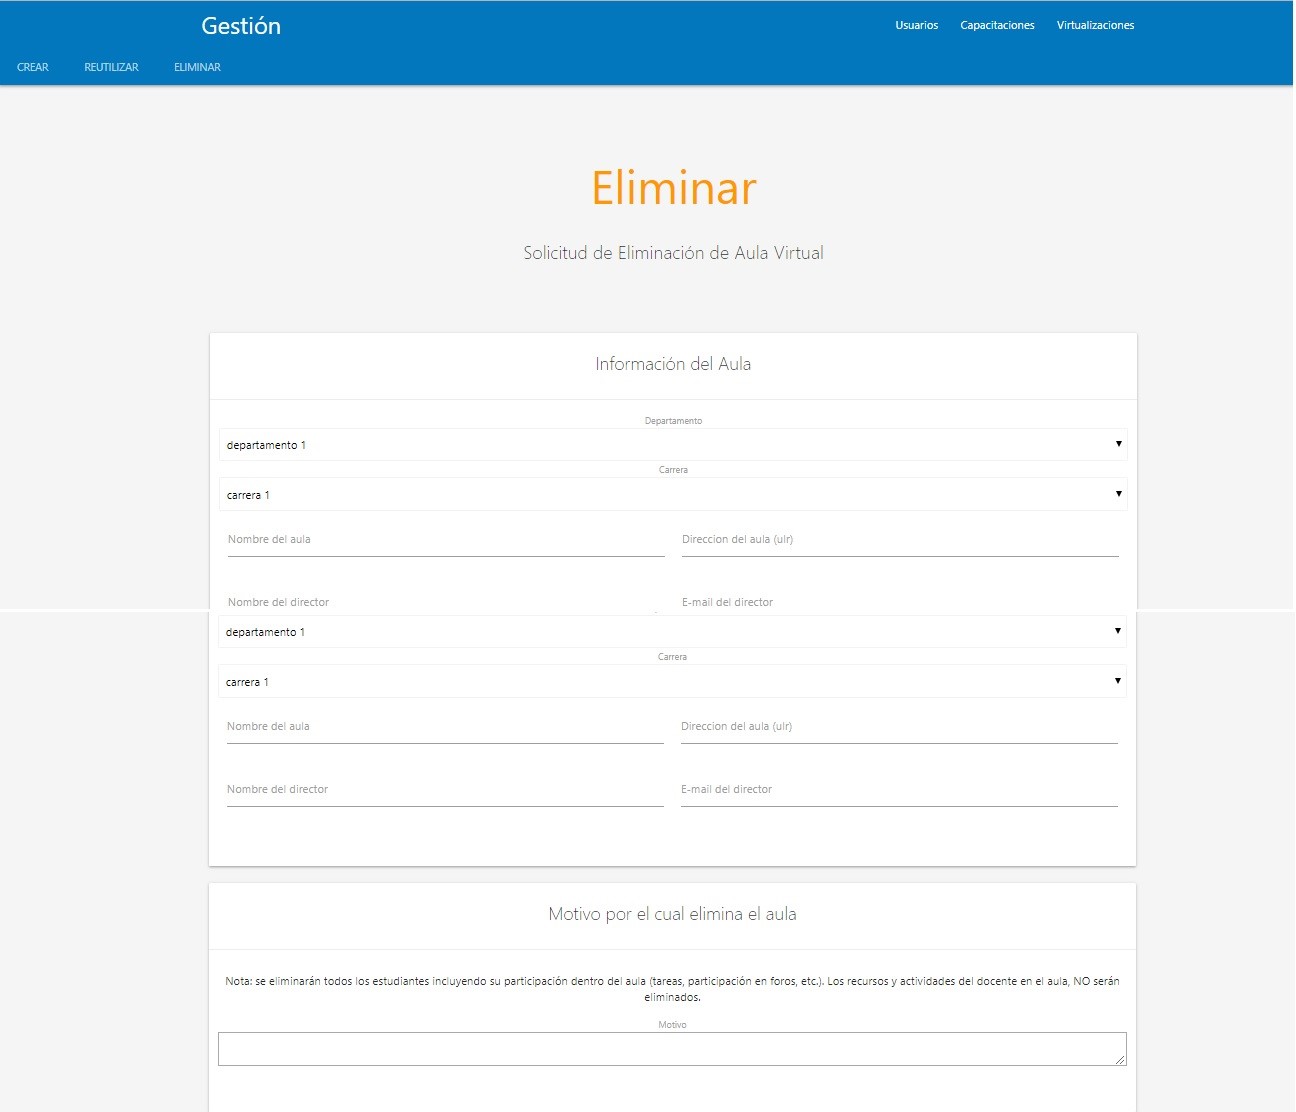 Gestión
Usuarios Capacitaciones Virtualizaciones
CREAR REUTILIZAR ELIMINAR
Eliminar
Solicitud de Eliminación de Aula Virtual
Información del Aula
Departamento
departamento 1
Carrera
carrera 1
Nombre del aula Direccion del aula (ulr)
Nombre del director E-mail del director
departamento 1
Carrera
carrera 1
Nombre del aula Direccion del aula (ulr)
Nombre del director E-mail del director
Motivo por el cual elimina el aula
Nota: se eliminarán todos los estudiantes incluyendo su participación dentro del aula (tareas, participación en foros, etc.). Los recursos y actividades del docente en el aula, NO serán
eliminados.
Motivo